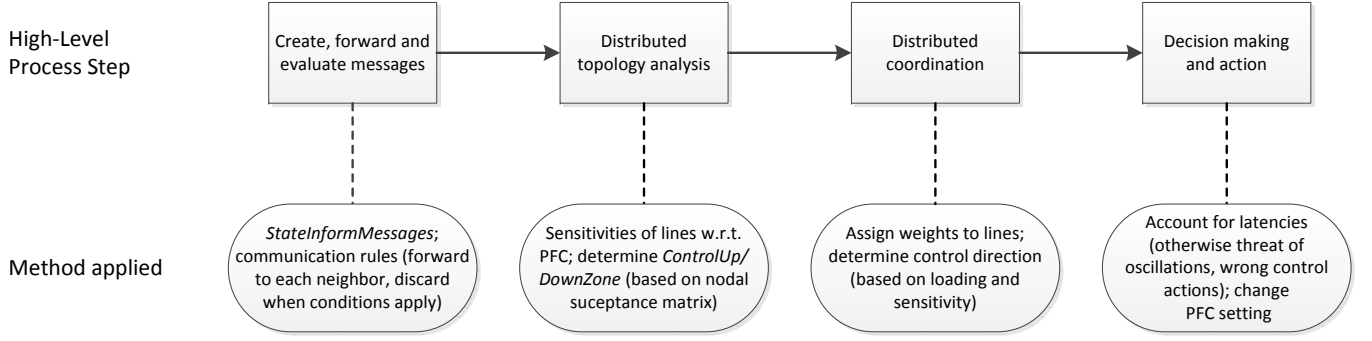 High-Level
Process Step
Create, forward and
evaluate messages
Distributed
topology analysis
Distributed
coordination
Decision making
and action
Method applied
StateInformMessages;
communication rules (forward
to each neighbor, discard
when conditions apply)
Sensitivities of lines w.r.t.
PFC; determine ControlUp/
DownZone (based on nodal
suceptance matrix)
Assign weights to lines;
determine control direction
(based on loading and
sensitivity)
Account for latencies
(otherwise threat of
oscillations, wrong control
actions); change
PFC setting